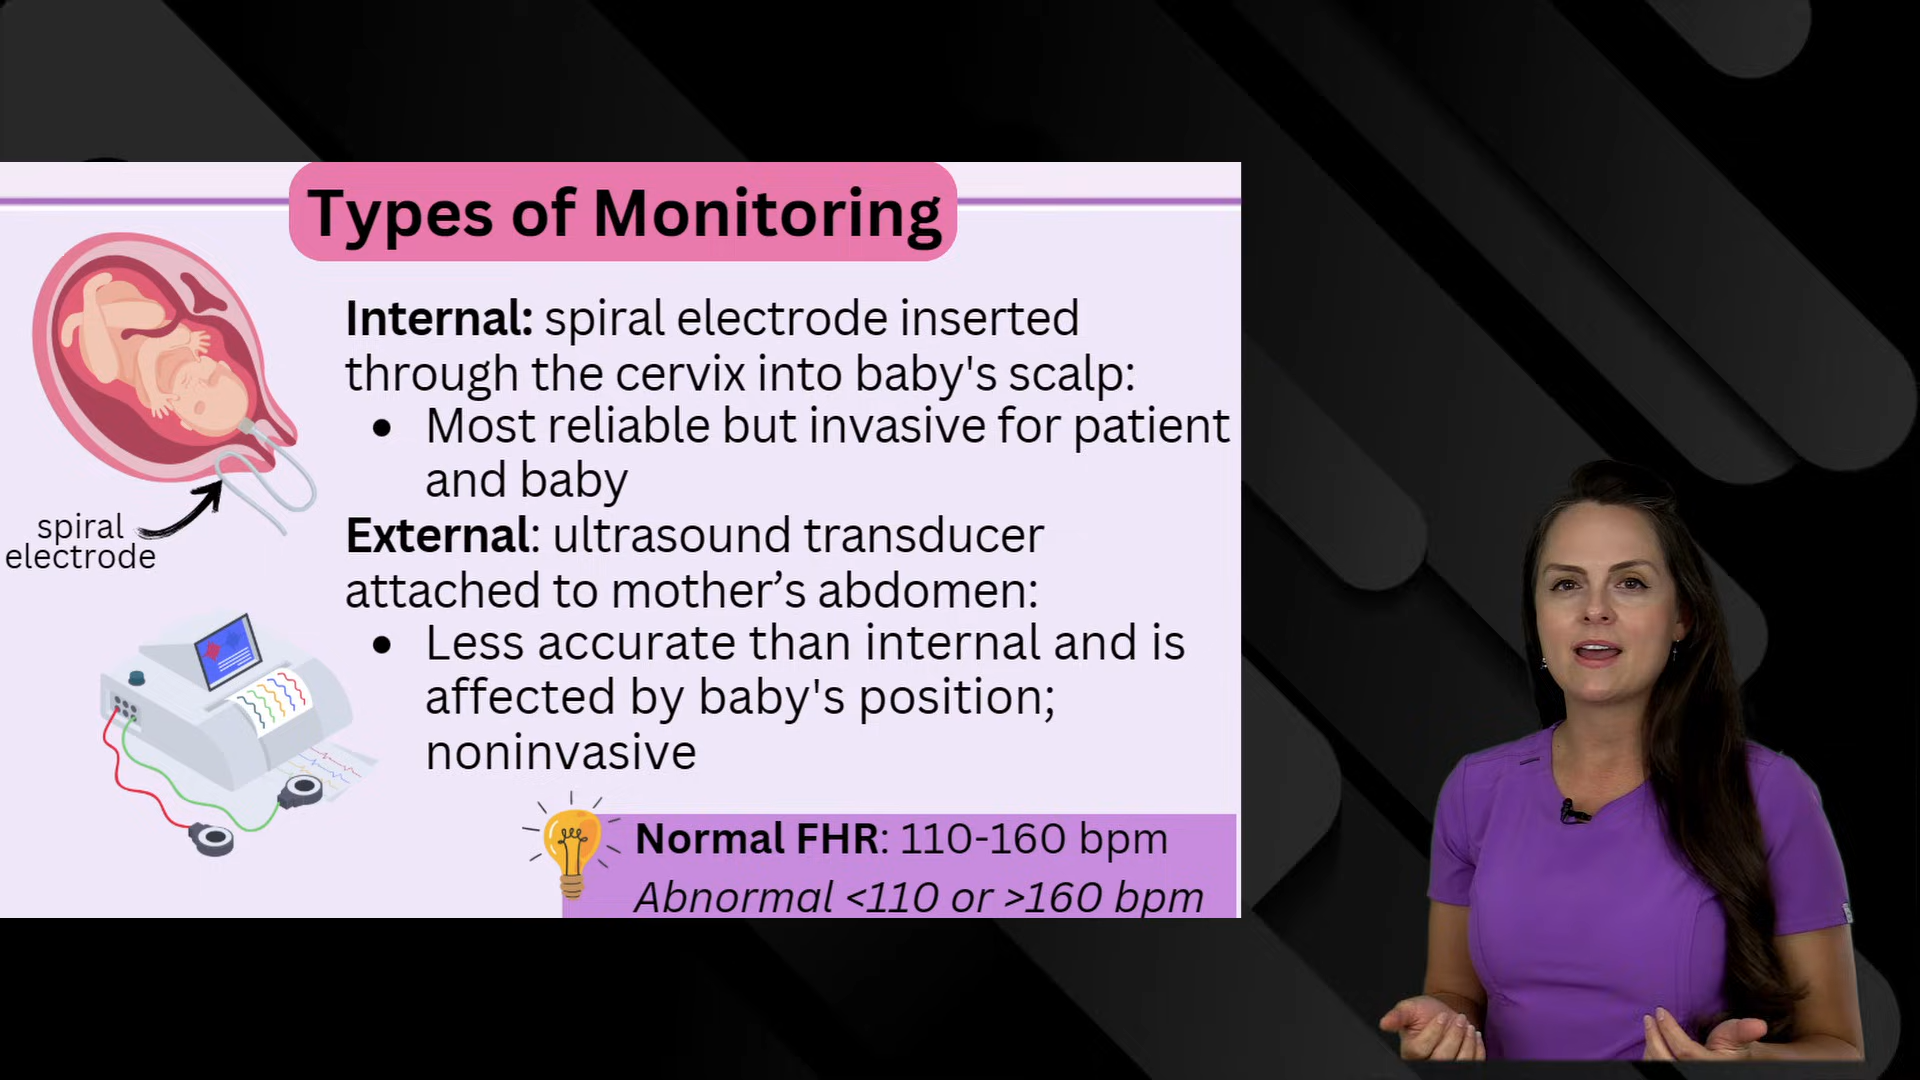 Types of Monitoring
Internal: spiral electrode inserted
through the cervix into baby's scalp:
• Most reliable but invasive for patient
and baby
External: ultrasound transducer
attached to mother’s abdomen:
• Less accurate than internal and is
affected by baby's position;
noninvasive
spiral
electrode
Normal FHR: 110-160 bpm
Abnormal <110 or >160 bpm